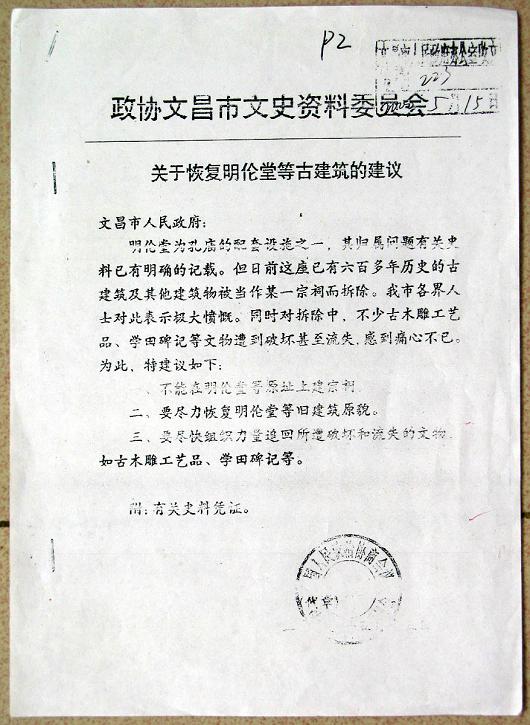 P2
223
5月15
政协文昌市文史资料委员会
关于恢复明伦堂等古建筑的建议
文昌市人民政府:
明伦堂为孔庙的配套设施之一,其归属问题有关史
料已有明确的记载。但日前这座已有六百多年历史的古
建筑及其他建筑物被当作某一宗祠而拆除。我市各界人
士对此表示极大愤慨。同时对拆除中,不少古木雕工艺
品、学田碑记等文物遭到破坏甚至流失,感到痛心不已。
为此,特建议如下:
、不能在明伦堂等原址上建宗祠。
二、要尽力恢复明伦堂等旧建筑原貌。
三、要尽快组织力量追回所遭破坏和流失的文物,
如古木雕工艺品、学田碑记等。
附:有关史料凭证。